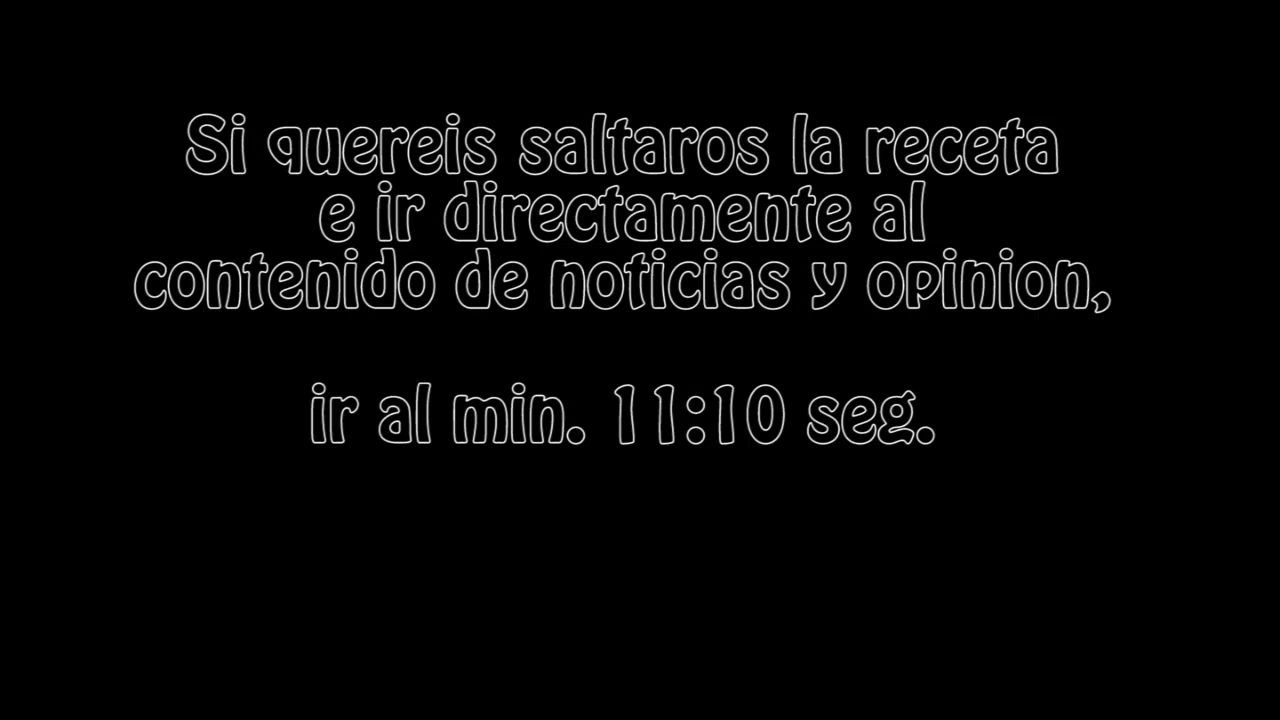 Si quereis saltaros la receta
e ir directamente al
contenido de noticias y opinion,
ir al min. 11:10 seg.